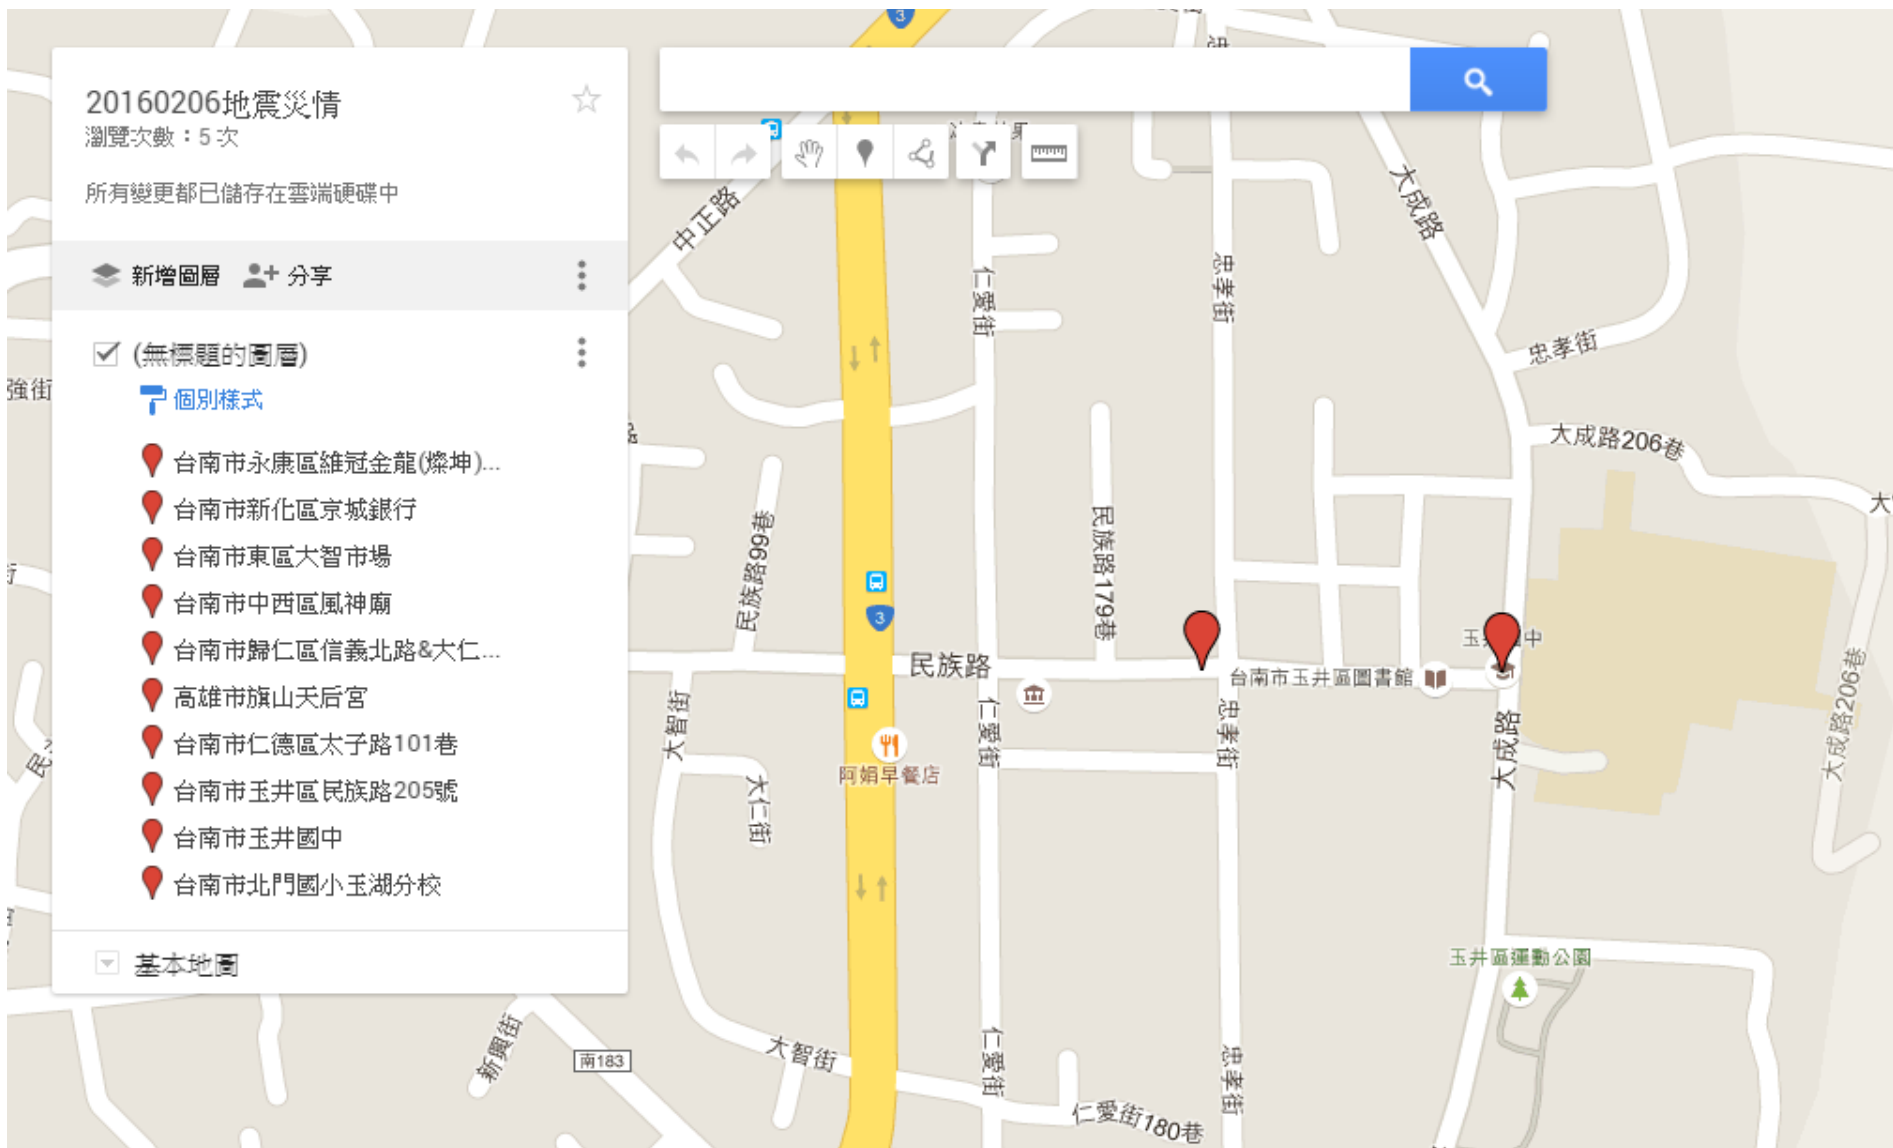 20160206地震災情
瀏覽次數：5 次
所有變更都已儲存在雲端硬碟中
新增圖層
分享
(無標題的圖層)
個別樣式
台南市永康區維冠金龍(燦坤)...
台南市新化區京城銀行
台南市東區大智市場
台南市中西區風神廟
台南市歸仁區信義北路&大仁...
高雄市旗山天后宮
台南市仁德區太子路101巷
台南市玉井區民族路205號
台南市玉井國中
台南市北門國小玉湖分校
基本地圖
3
中正路
仁愛街
忠孝街
大成路
忠孝街
強街
大成路206巷
民族路99巷
民族路179巷
3
民族路
台南市玉井區圖書館
大智街
仁愛街
忠孝街
大成路
大成路206巷
阿娟早餐店
大仁街
玉井區運動公園
新興街
南183
大智街
仁愛街
忠孝街
仁愛街180巷